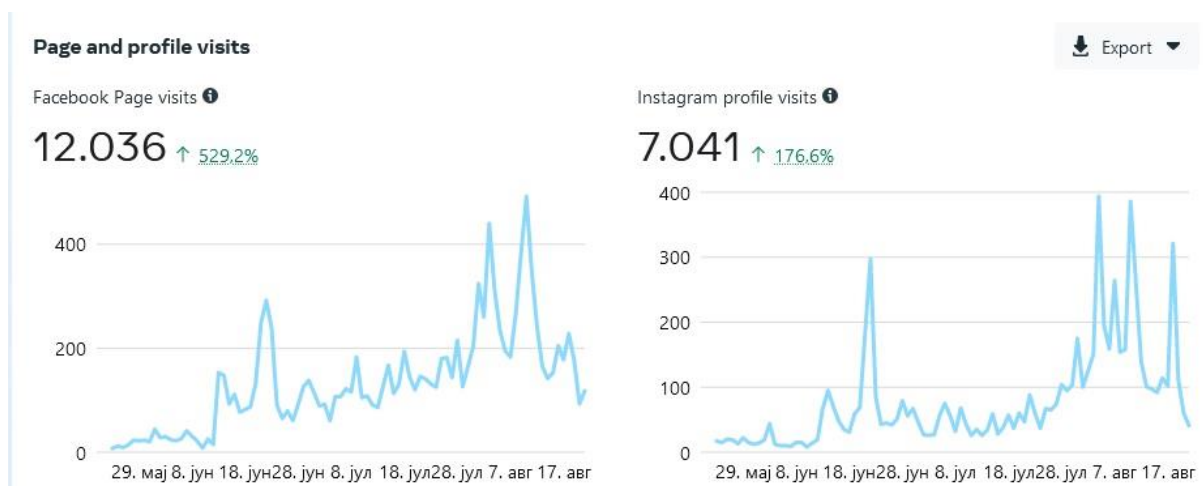 Page and profile visits
Export
Facebook Page visits
12.036 ↑ 529,2%
400
200
0
29. мај 8. јун 18. јун28. јун 8. јул 18. јул28. јул 7. авг 17. авг
Instagram profile visits
7.041 ↑ 176,6%
400
300
200
100
0
29. мај 8. јун 18. јун28. јун 8. јул 18. јул28. јул 7. авг 17. авг